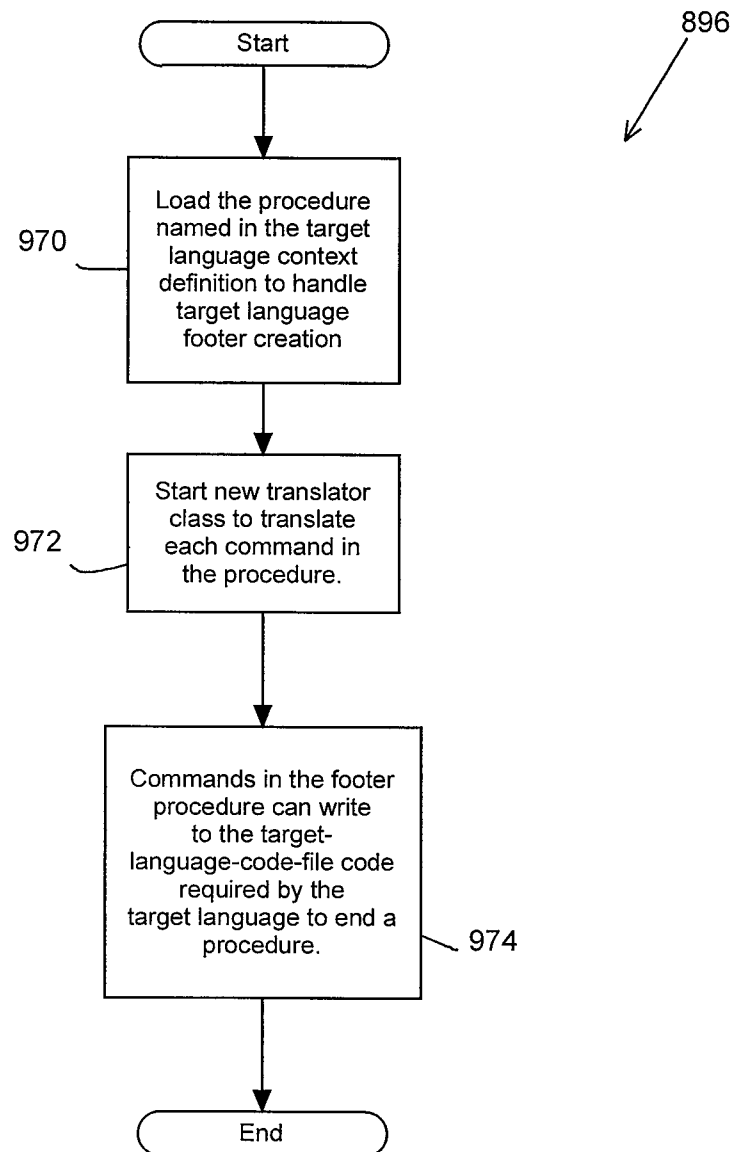 Start
896
Load the procedure
named in the target
language context
definition to handle
target language
footer creation
970
Start new translator
class to translate
each command in
the procedure.
972
Commands in the footer
procedure can write
to the target-
language-code-file code
required by the
target language to end a
procedure.
974
End